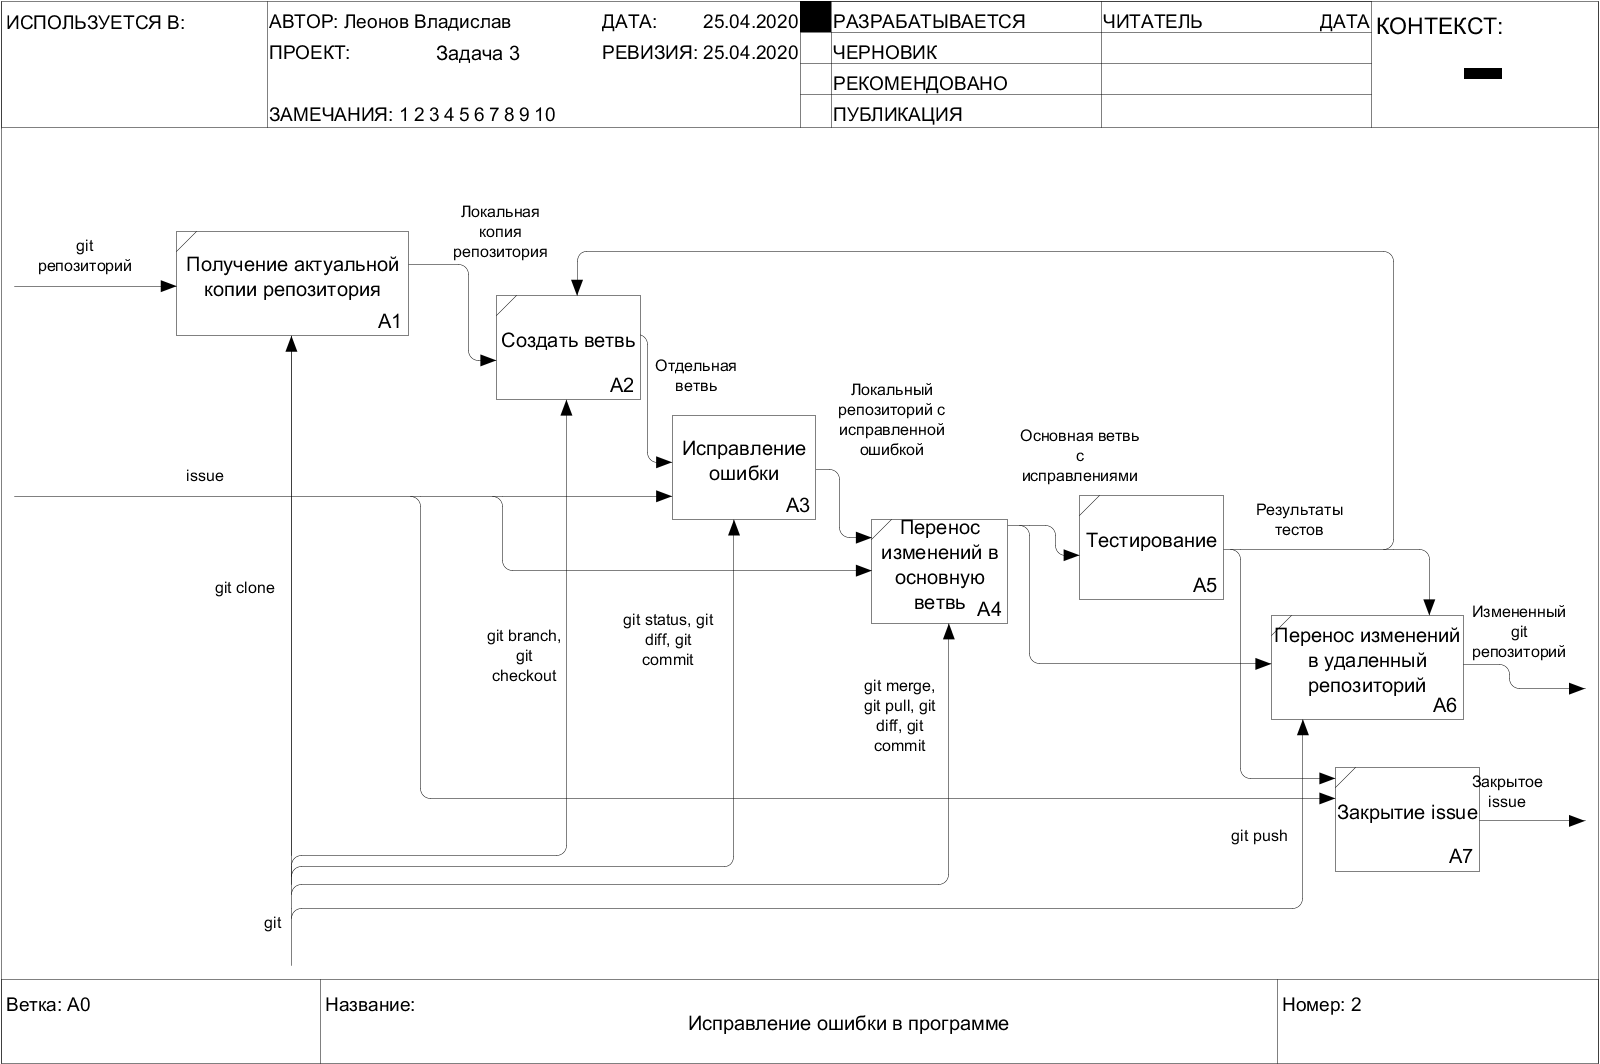 ИСПОЛЬЗУЕТСЯ В:
АВТОР: Леонов Владислав
ДАТА: 25.04.2020
ПРОЕКТ: Задача 3
РЕВИЗИЯ: 25.04.2020
ЗАМЕЧАНИЯ: 1 2 3 4 5 6 7 8 9 10
РАЗРАБАТЫВАЕТСЯ
ЧЕРНОВИК
РЕКОМЕНДОВАНО
ПУБЛИКАЦИЯ
ЧИТАТЕЛЬ
ДАТА
КОНТЕКСТ:
git
репозиторий
Получение актуальной
копии репозитория
A1
Локальная
копия
репозитория
Создать ветвь
A2
Отдельная
ветвь
issue
Исправление
ошибки
A3
Локальный
репозиторий с
исправленной
ошибкой
Перенос
изменений в
основную
ветвь
A4
Основная ветвь
с
исправлениями
Тестирование
A5
Результаты
тестов
Перенос изменений
в удаленный
репозиторий
A6
Измененный
git
репозиторий
Закрытие issue
A7
Закрытое
issue
git clone
git branch,
git
checkout
git status, git
diff, git
commit
git merge,
git pull, git
diff, git
commit
git push
git
Ветка: A0
Название:
Исправление ошибки в программе
Номер: 2